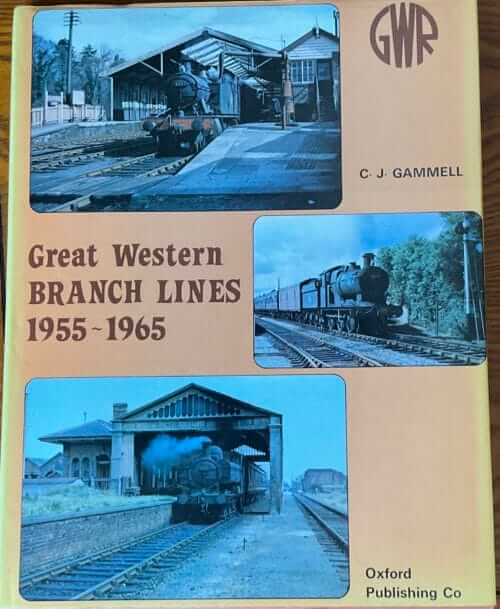 GWR
C. J. GAMMELL
Great Western
BRANCH LINES
1955~1965
Oxford
Publishing Co